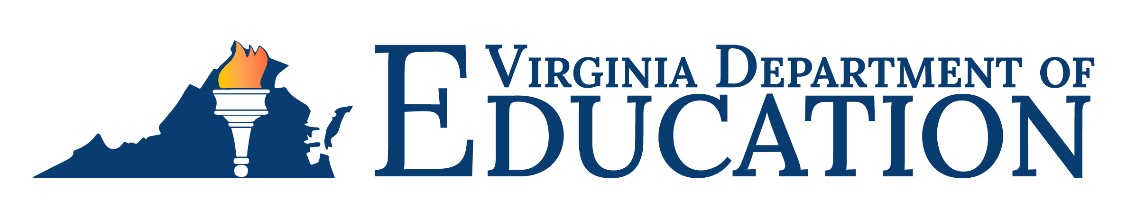 VIRGINIA DEPARTMENT OF
EDUCATION